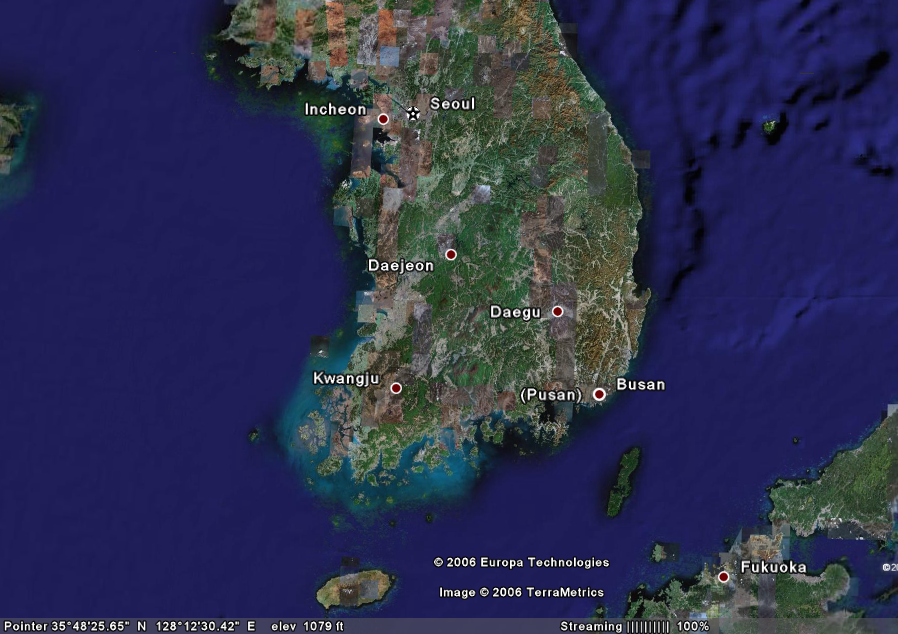 Incheon
Seoul
Daejeon
Daegu
Kwangju
(Pusan)
Busan
© 2006 Europa Technologies
Fukuoka
Image © 2006 TerraMetrics
Pointer 35°48'25.65" N 128°12'30.42" E elev 1079 ft
Streaming |||||||||| 100%